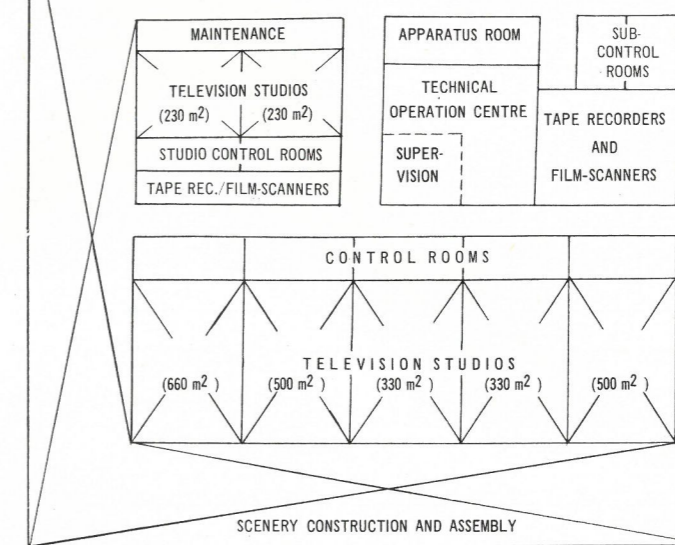 MAINTENANCE
TELEVISION STUDIOS
(230 m2) (230 m2)
STUDIO CONTROL ROOMS
TAPE REC./FILM-SCANNERS
APPARATUS ROOM
TECHNICAL
OPERATION CENTRE
SUPER-
VISION
SUB-
CONTROL
ROOMS
TAPE RECORDERS
AND
FILM-SCANNERS
CONTROL ROOMS
TELEVISION STUDIOS
(660 m2 ) (500 m2 ) (330 m2 ) (330 m2 ) (500 m2 )
SCENERY CONSTRUCTION AND ASSEMBLY